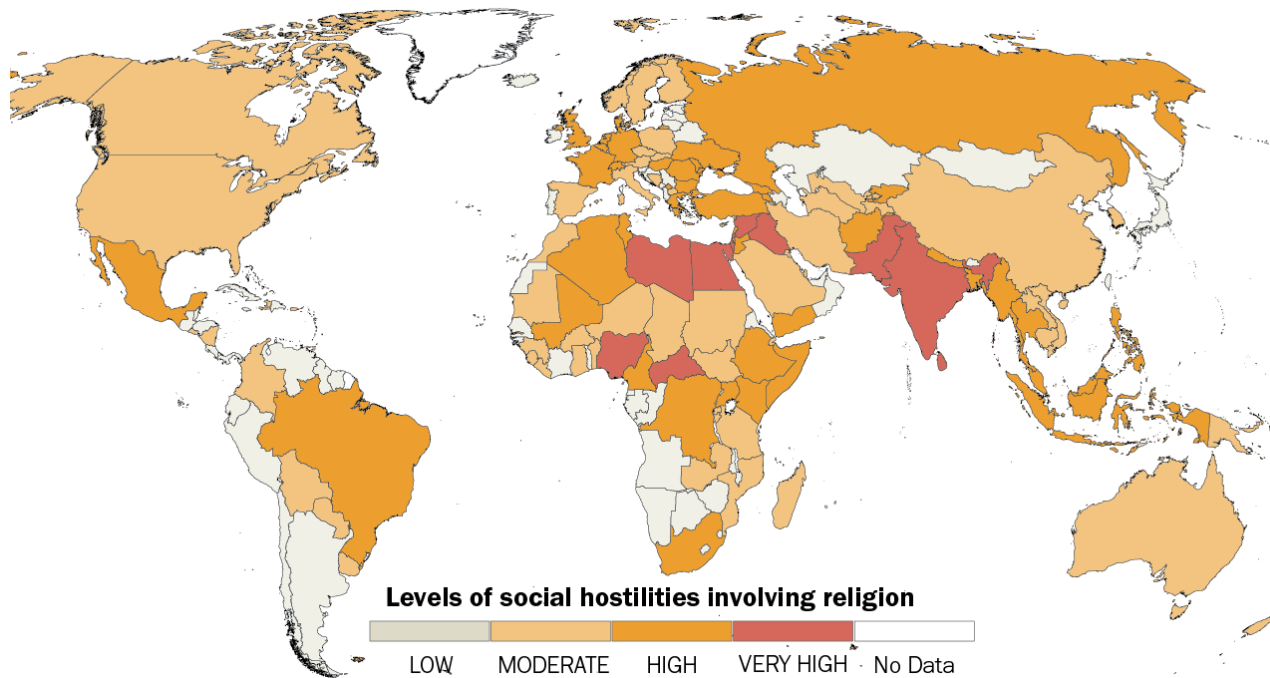 Levels of social hostilities involving religion
LOW MODERATE HIGH VERY HIGH No Data